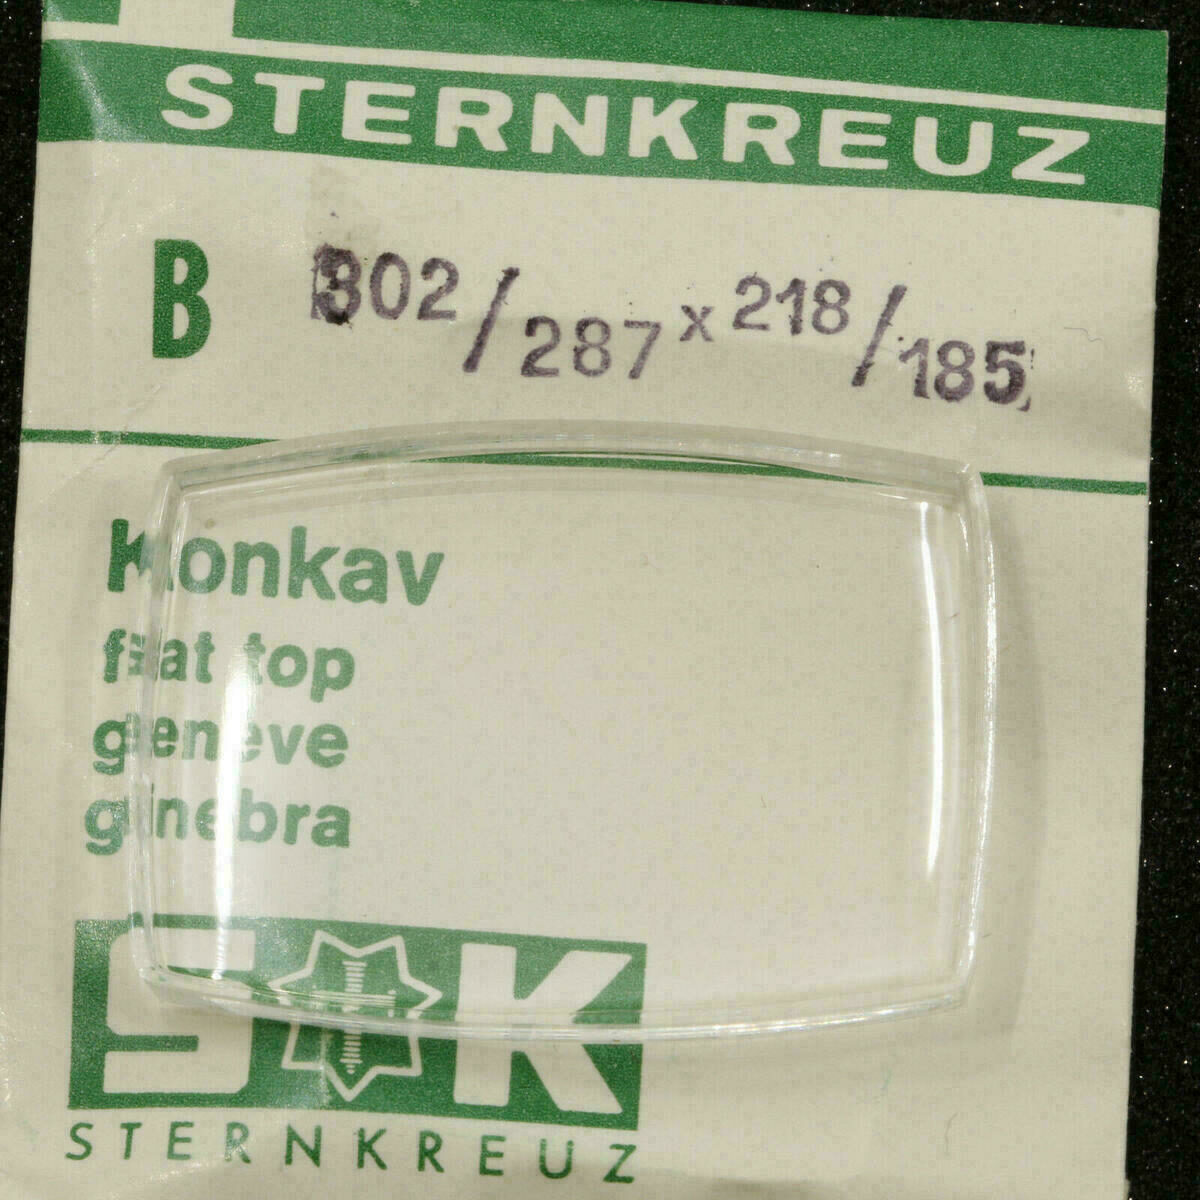 STERNKREUZ
B 302/287 x 218/185
Konkav
flat top
geneve
ginebra
S K
STERNKREUZ